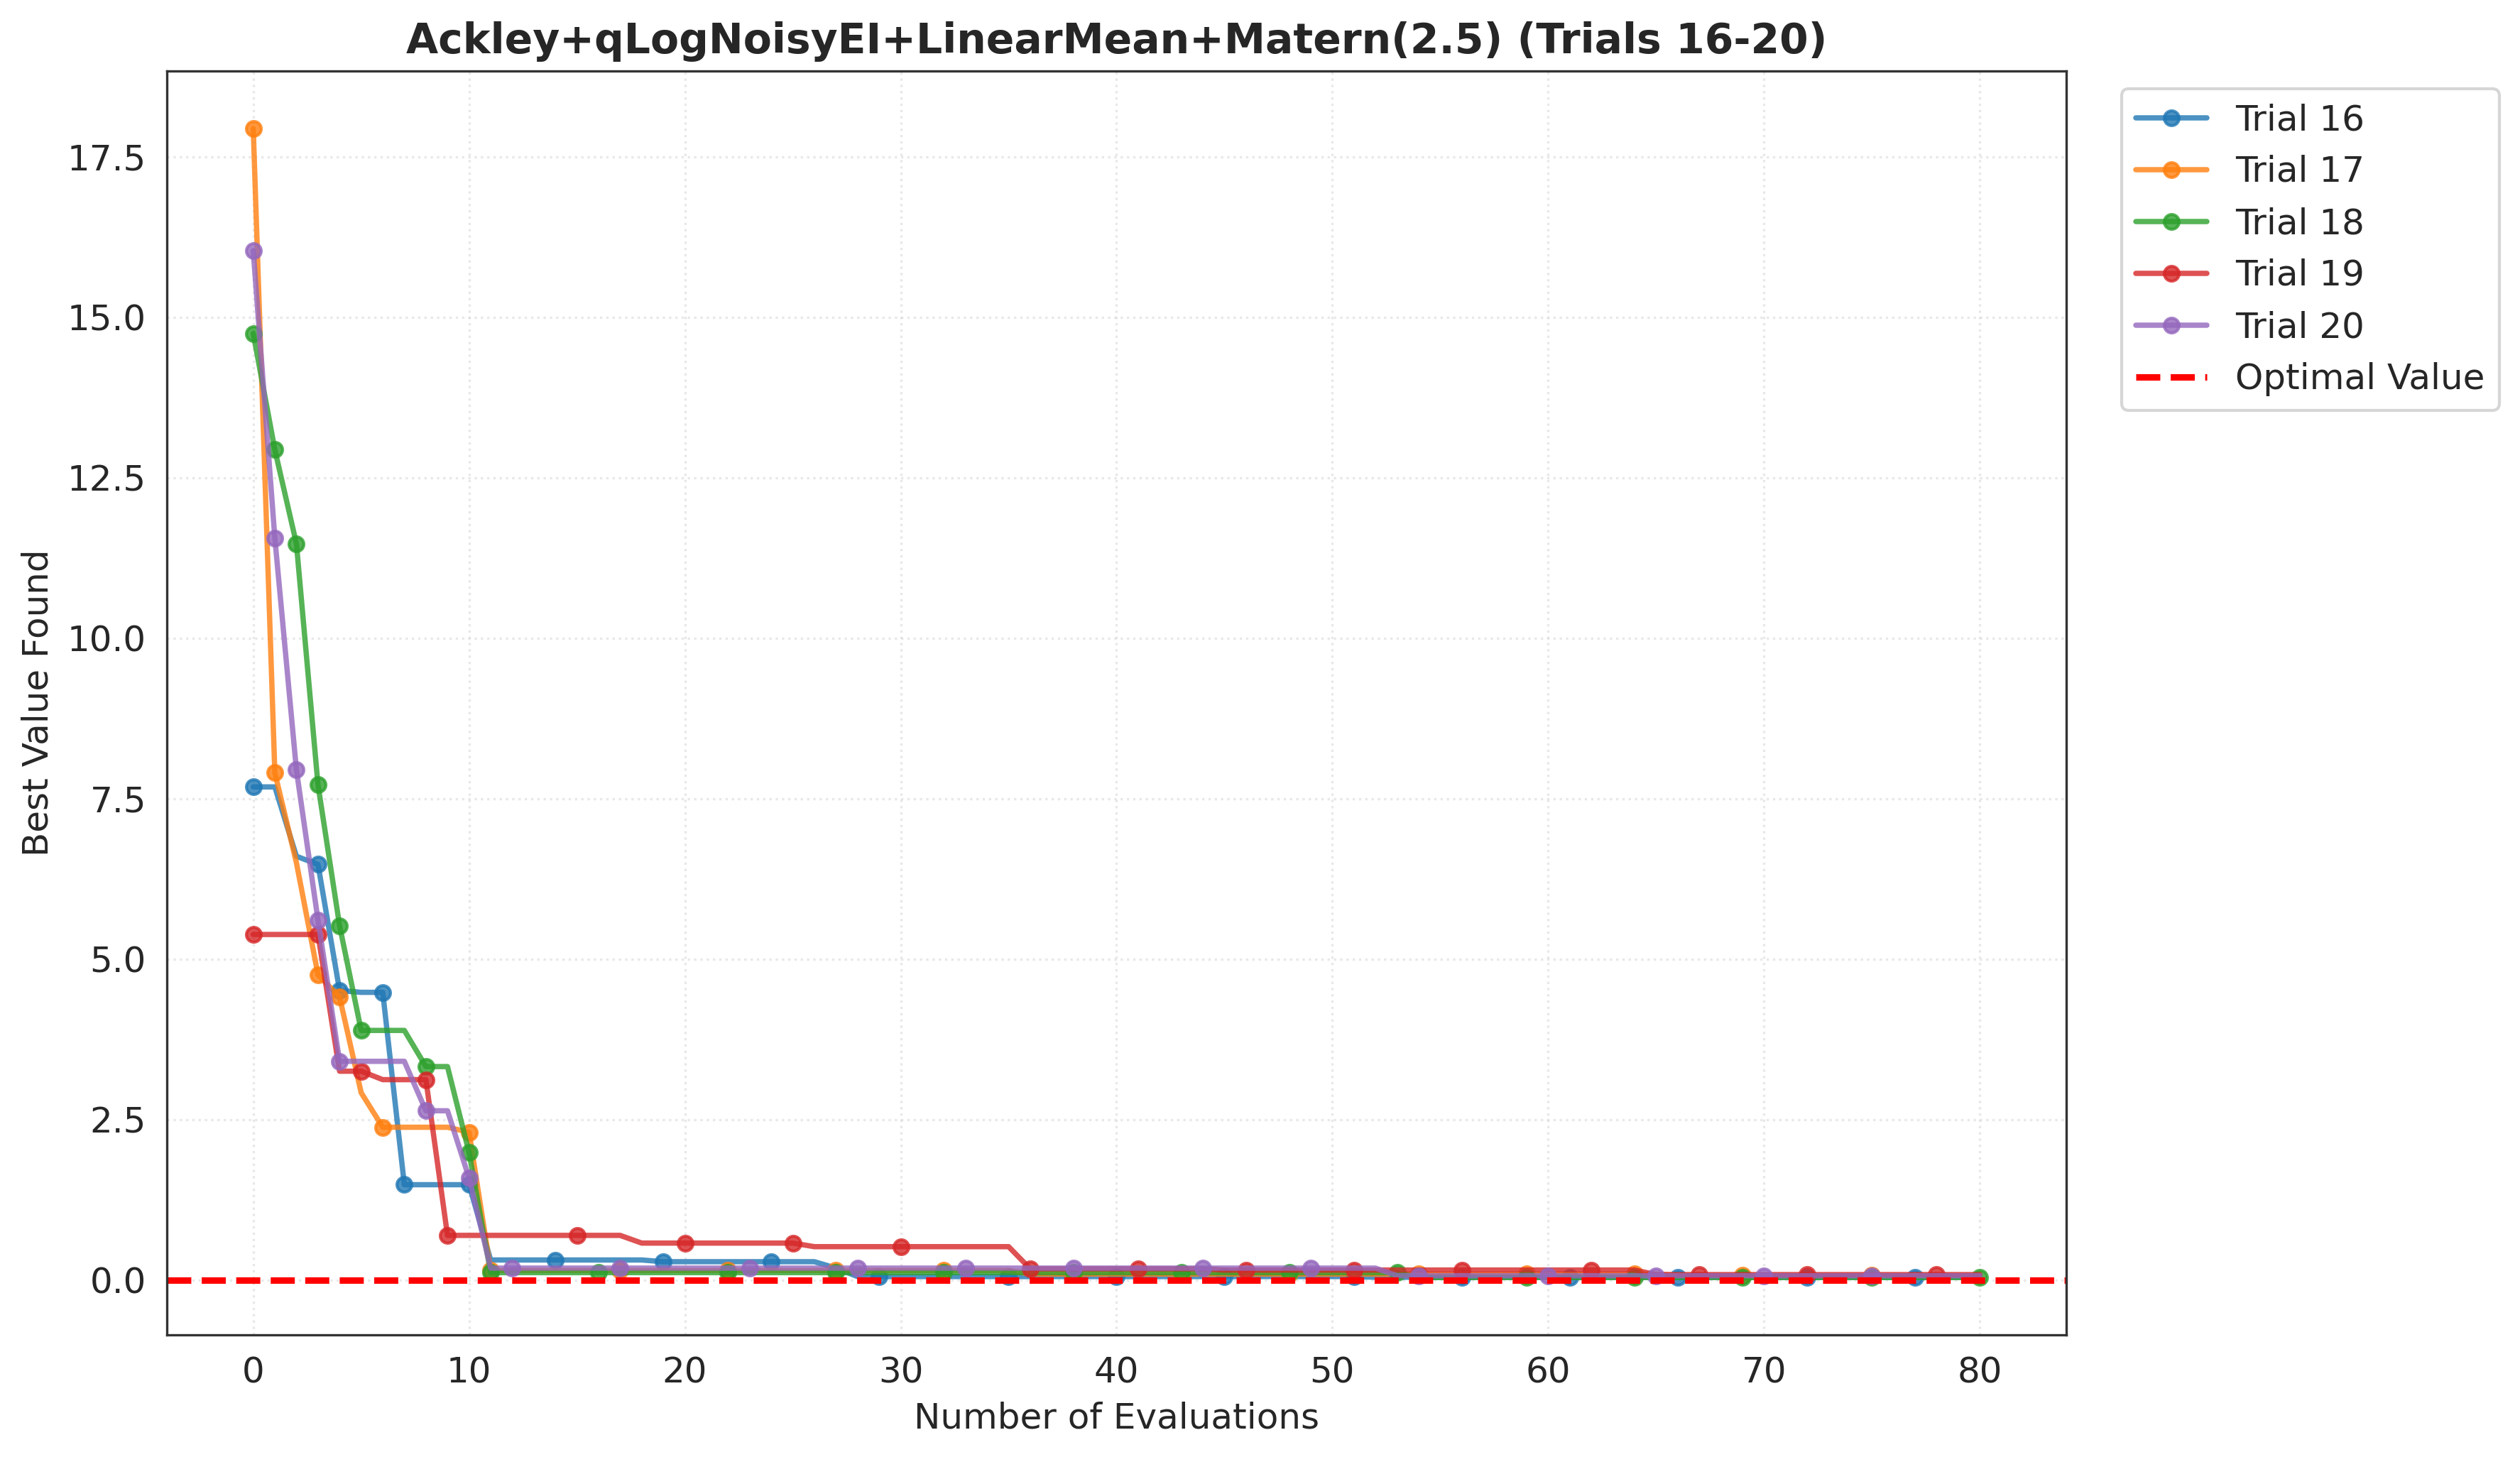 Ackley+qLogNoisyEI+LinearMean+Matern(2.5) (Trials 16-20)
Trial 16
Trial 17
Trial 18
Trial 19
Trial 20
Optimal Value
Best Value Found
17.5
15.0
12.5
10.0
7.5
5.0
2.5
0.0
0 10 20 30 40 50 60 70 80
Number of Evaluations